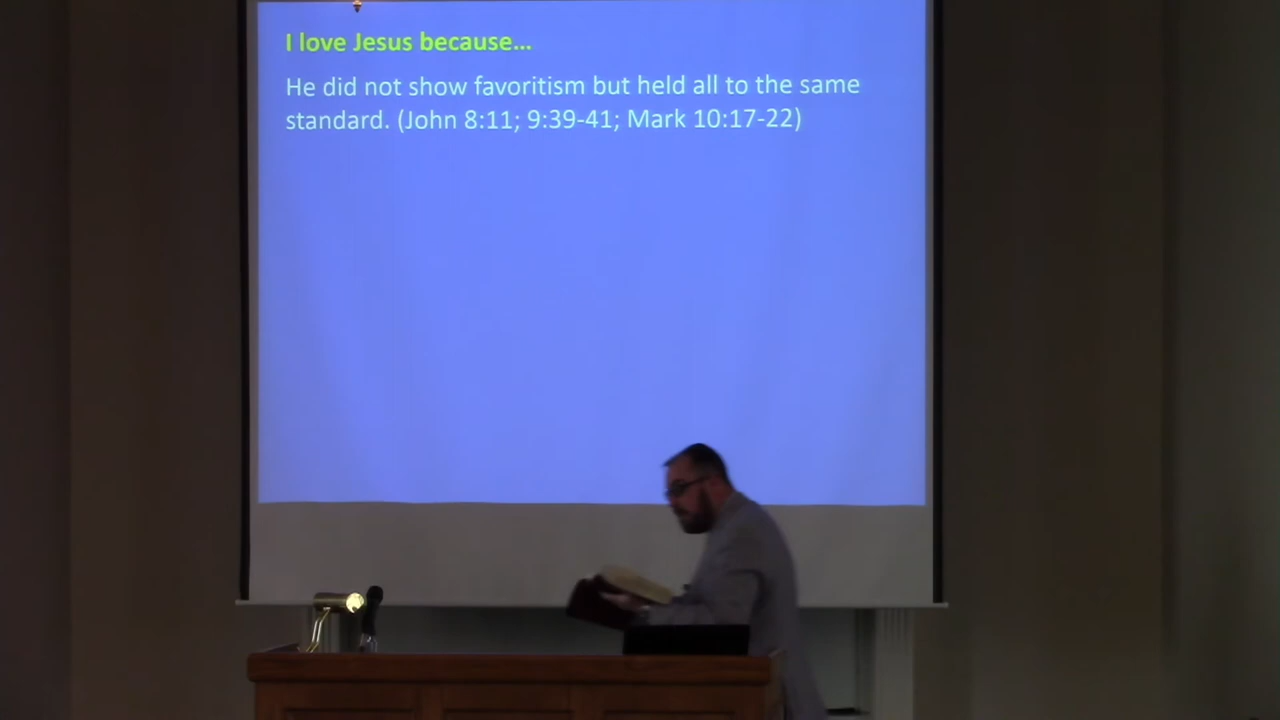 I love Jesus because…
He did not show favoritism but held all to the same
standard. (John 8:11; 9:39-41; Mark 10:17-22)